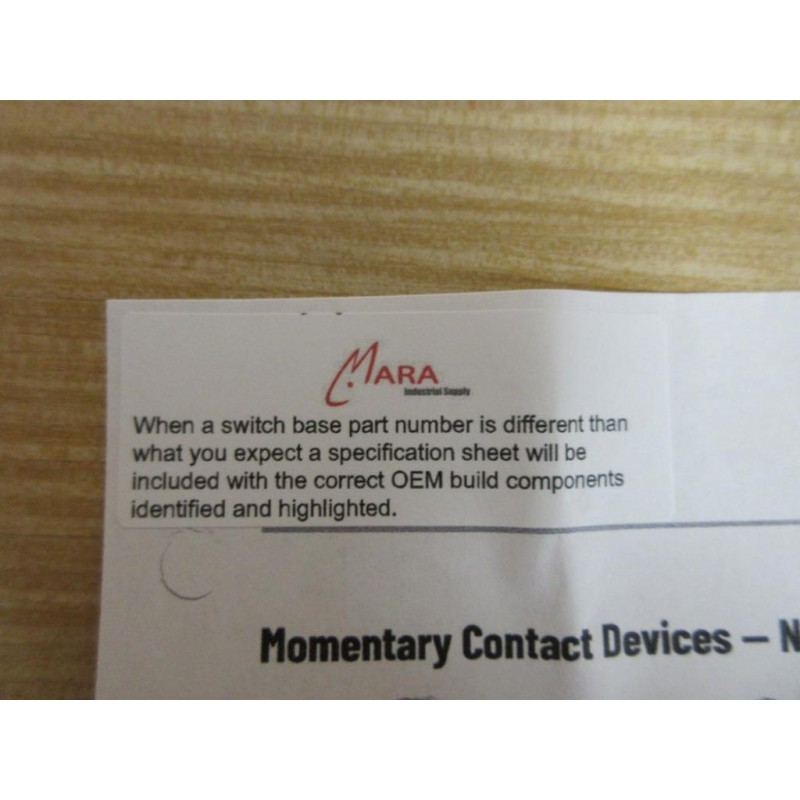 MARA
Industrial Supply
When a switch base part number is different than
what you expect a specification sheet will be
included with the correct OEM build components
identified and highlighted.
Momentary Contact Devices — N